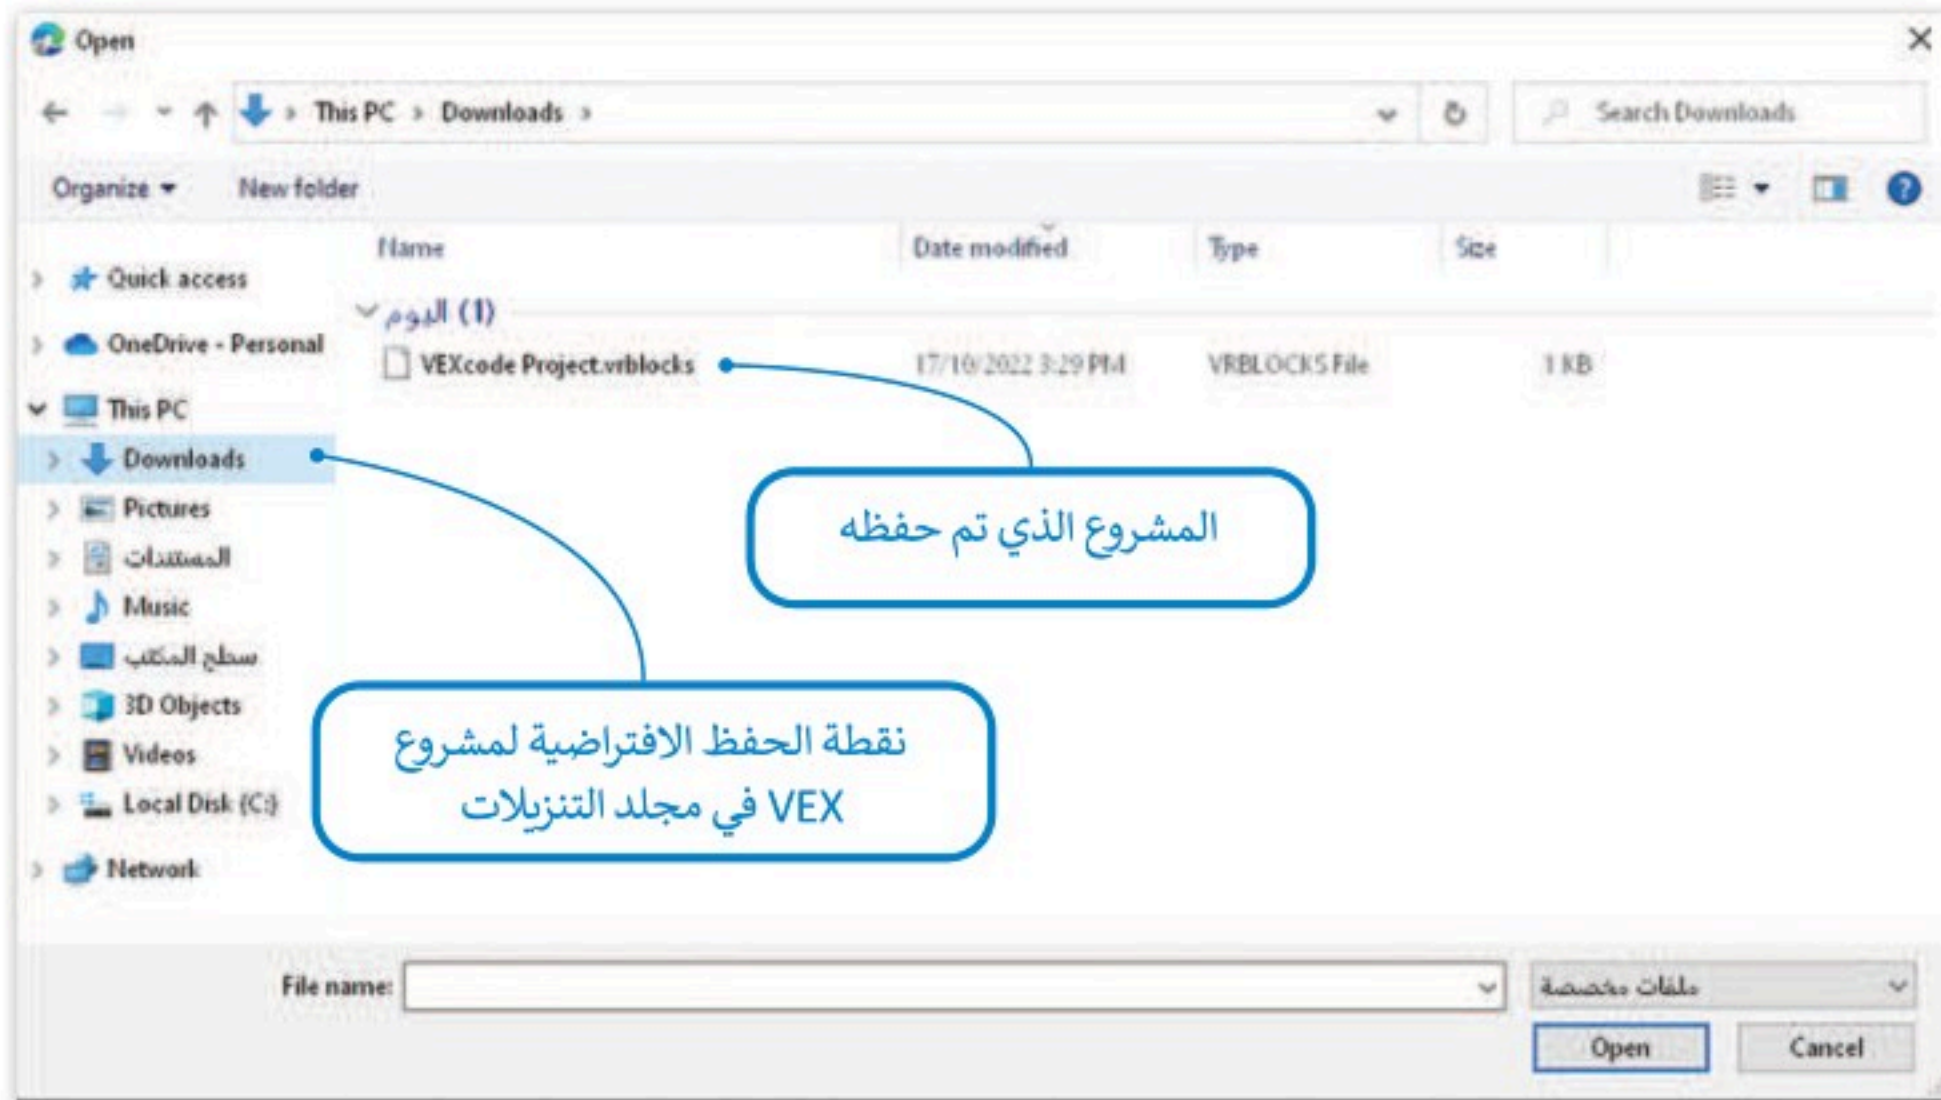 Open
This PC > Downloads >
Search Downloads
Organize
New folder
Name
Date modified
Type
Size
Quick access
OneDrive - Personal
This PC
Downloads
Pictures
المستندات
Music
سطح المكتب
3D Objects
Videos
Local Disk (C:)
Network
اليوم (1)
VEXcode Project.vrblocks
17/10/2022 3:29 PM
VRBLOCKS File
1 KB
المشروع الذي تم حفظه
نقطة الحفظ الافتراضية لمشروع
VEX في مجلد التنزيلات
File name:
ملفات مخصصة
Open
Cancel